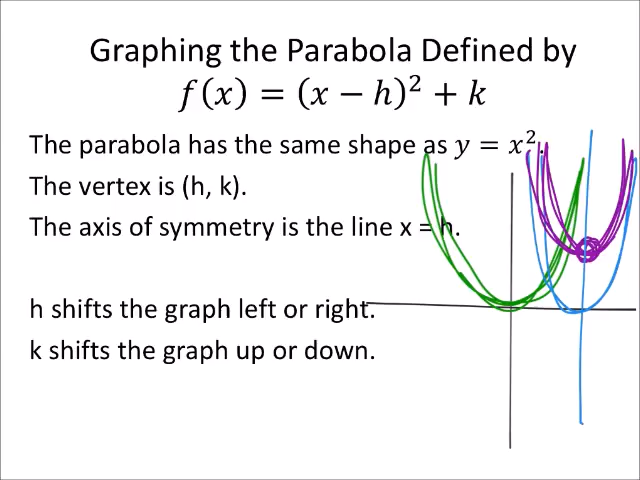 Graphing the Parabola Defined by
𝑓(𝑥) = (𝑥 − ℎ)² + 𝑘
The parabola has the same shape as 𝑦 = 𝑥².
The vertex is (h, k).
The axis of symmetry is the line x = h.
h shifts the graph left or right.
k shifts the graph up or down.